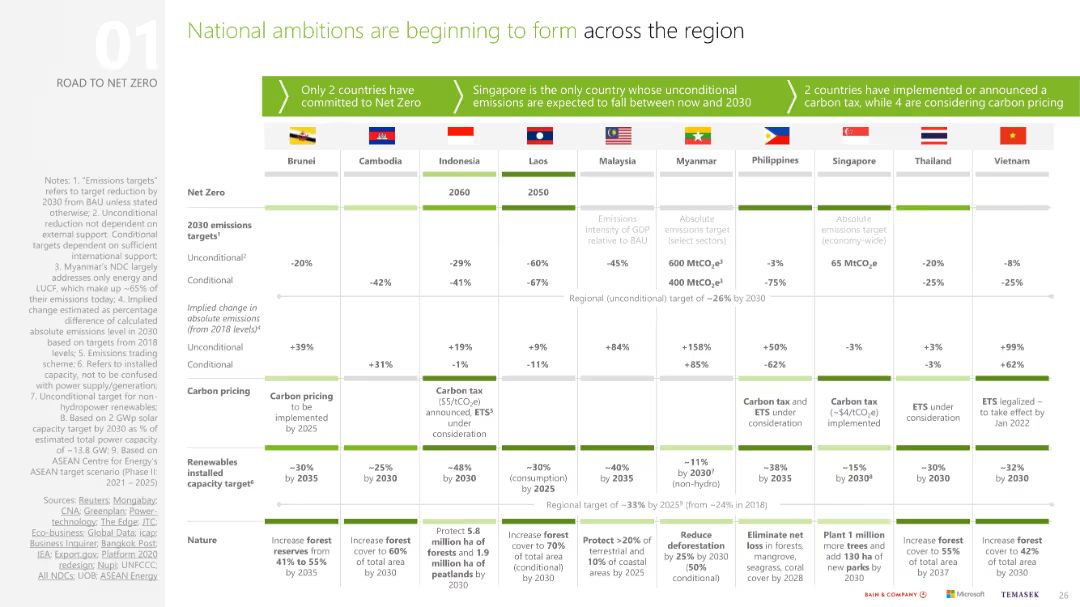 01
ROAD TO NET ZERO
National ambitions are beginning to form across the region
Only 2 countries have
committed to Net Zero
Singapore is the only country whose unconditional
emissions are expected to fall between now and 2030
2 countries have implemented or announced a
carbon tax, while 4 are considering carbon pricing
Brunei Cambodia Indonesia Laos Malaysia Myanmar Philippines Singapore Thailand Vietnam
Net Zero 2060 2050
2030 emissions
targets¹
Emissions
intensity of GDP
relative to BAU
Absolute
emissions target
(select sectors)
Absolute
emissions target
(economy-wide)
Unconditional² -20% -29% -60% -45% 600 MtCO₂e³ -3% 65 MtCO₂e -20% -8%
Conditional -42% -41% -67% 400 MtCO₂e³ -75% -25% -25%
Regional (unconditional) target of ~26% by 2030
Implied change in
absolute emissions
(from 2018 levels)⁴
Unconditional +39% +19% +9% +84% +158% +50% -3% +3% +99%
Conditional +31% -1% -11% +85% -62% -3% +62%
Carbon pricing
Carbon pricing
to be
implemented
by 2025
Carbon tax
($5/tCO₂e)
announced, ETS⁵
under
consideration
Carbon tax and
ETS under
consideration
Carbon tax
(~$4/tCO₂e)
implemented
ETS under
consideration
ETS legalized –
to take effect by
Jan 2022
Renewables
installed
capacity target⁶
~30%
by 2035
~25%
by 2030
~48%
by 2030
~30%
(consumption)
by 2025
~40%
by 2035
~11%
by 2030⁷
(non-hydro)
~38%
by 2035
~15%
by 2030⁸
~30%
by 2030
~32%
by 2030
Regional target of ~33% by 2025⁹ (from ~24% in 2018)
Nature
Increase forest
reserves from
41% to 55%
by 2035
Increase forest
cover to 60%
of total area
by 2030
Protect 5.8
million ha of
forests and 1.9
million ha of
peatlands by
2030
Increase forest
cover to 70%
of total area
(conditional)
by 2030
Protect >20% of
terrestrial and
10% of coastal
areas by 2025
Reduce
deforestation
by 25% by 2030
(50%
conditional)
Eliminate net
loss in forests,
mangrove,
seagrass, coral
cover by 2028
Plant 1 million
more trees and
add 130 ha of
new parks by
2030
Increase forest
cover to 55%
of total area
by 2037
Increase forest
cover to 42%
of total area
by 2030
Notes: 1. "Emissions targets"
refers to target reduction by
2030 from BAU unless stated
otherwise; 2. Unconditional
reduction not dependent on
external support. Conditional
targets dependent on sufficient
international support;
3. Myanmar's NDC largely
addresses only energy and
LUCF, which make up ~65% of
their emissions today; 4. Implied
change estimated as percentage
difference of calculated
absolute emissions level in 2030
based on targets from 2018
levels; 5. Emissions trading
scheme; 6. Refers to installed
capacity, not to be confused
with power supply/generation;
7. Unconditional target for non-
hydropower renewables;
8. Based on 2 GWp solar
capacity target by 2030 as % of
estimated total power capacity
of ~13.8 GW; 9. Based on
ASEAN Centre for Energy's
ASEAN target scenario (Phase II:
2021 – 2025)
Sources: Reuters; Mongabay;
CNA; Greenplan; Power-
technology; The Edge; JTC;
Eco-business; Global Data; icap;
Business Inquirer; Bangkok Post;
IEA; Export.gov; Platform 2020
redesign; Nupi; UNFCCC;
All NDCs; UOB; ASEAN Energy
BAIN & COMPANY Microsoft TEMASEK 26